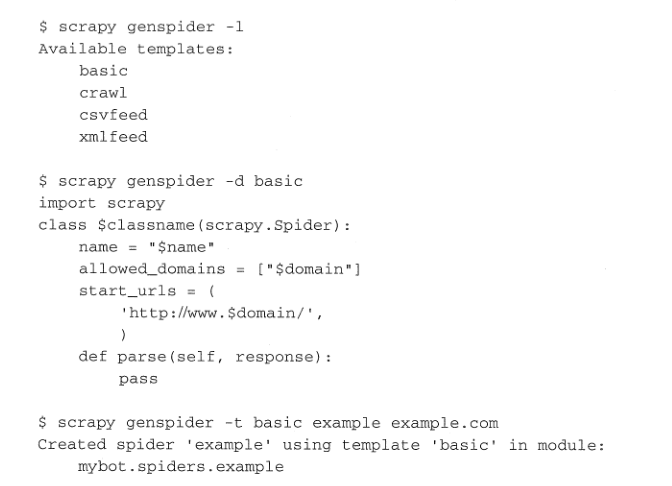 $ scrapy genspider -l
Available templates:
    basic
    crawl
    csvfeed
    xmlfeed

$ scrapy genspider -d basic
import scrapy
class $classname(scrapy.Spider):
    name = "$name"
    allowed_domains = ["$domain"]
    start_urls = (
        'http://www.$domain/',
        )
    def parse(self, response):
        pass

$ scrapy genspider -t basic example example.com
Created spider 'example' using template 'basic' in module:
    mybot.spiders.example